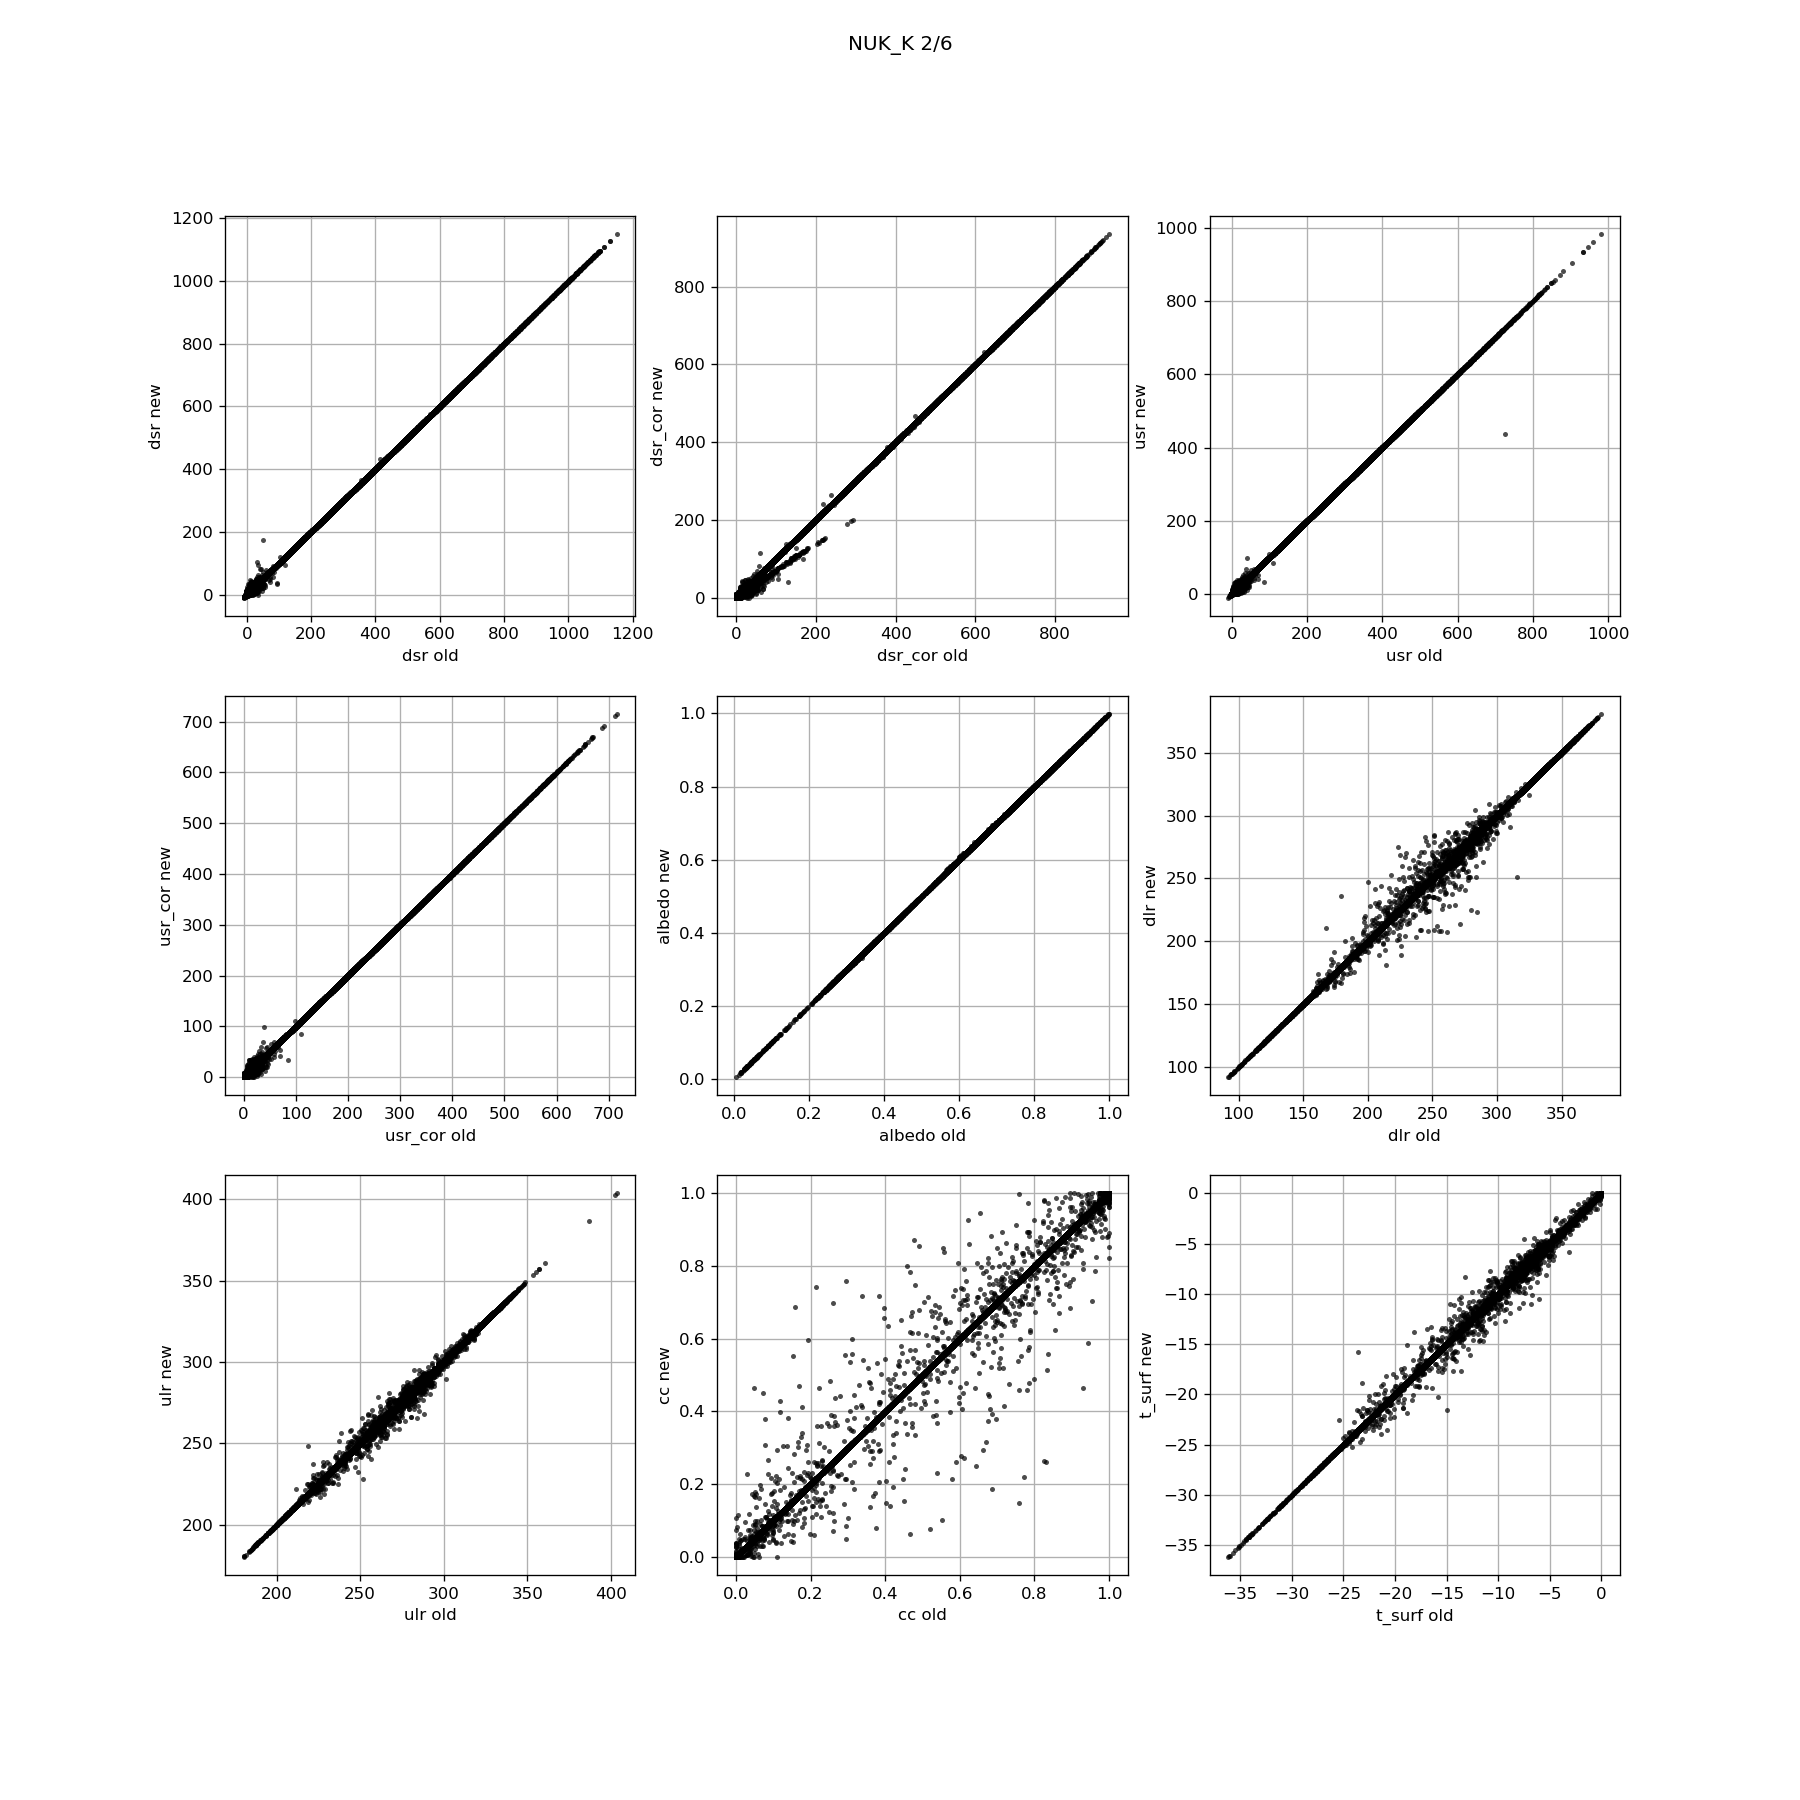 NUK_K 2/6
1200
1000
800
600
400
200
0
dsr new
0 200 400 600 800 1000 1200
dsr old
800
600
400
200
0
dsr_cor new
0 200 400 600 800
dsr_cor old
1000
800
600
400
200
0
usr new
0 200 400 600 800 1000
usr old
700
600
500
400
300
200
100
0
usr_cor new
0 100 200 300 400 500 600 700
usr_cor old
1.0
0.8
0.6
0.4
0.2
0.0
albedo new
0.0 0.2 0.4 0.6 0.8 1.0
albedo old
350
300
250
200
150
100
dlr new
100 150 200 250 300 350
dlr old
400
350
300
250
200
ulr new
200 250 300 350 400
ulr old
1.0
0.8
0.6
0.4
0.2
0.0
cc new
0.0 0.2 0.4 0.6 0.8 1.0
cc old
0
−5
−10
−15
−20
−25
−30
−35
t_surf new
−35 −30 −25 −20 −15 −10 −5 0
t_surf old